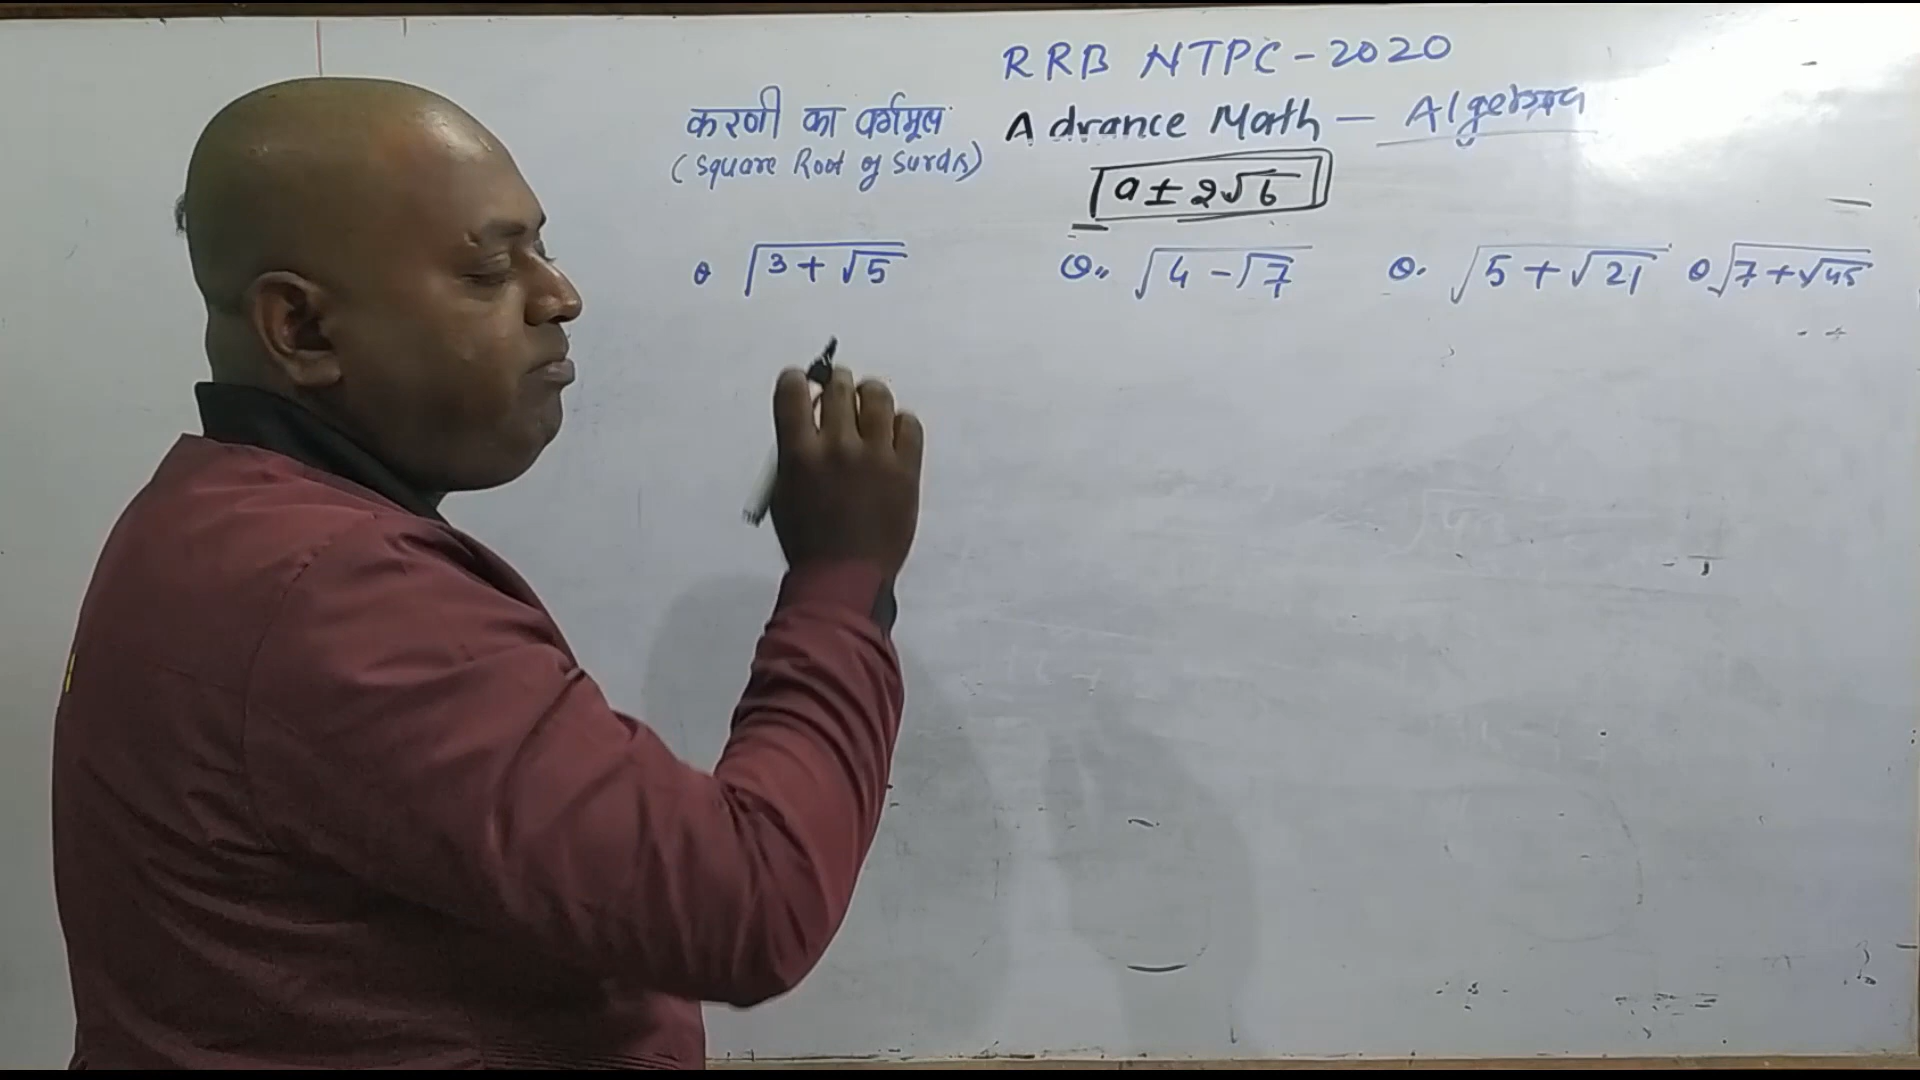 RRB NTPC-2020
करणी का वर्गमूल Advance Math - Algebra
(Square Root of Surds) √(a ± 2√b)
Q √(3 + √5) Q. √(4 - √7) Q. √(5 + √21) Q √(7 + √45)